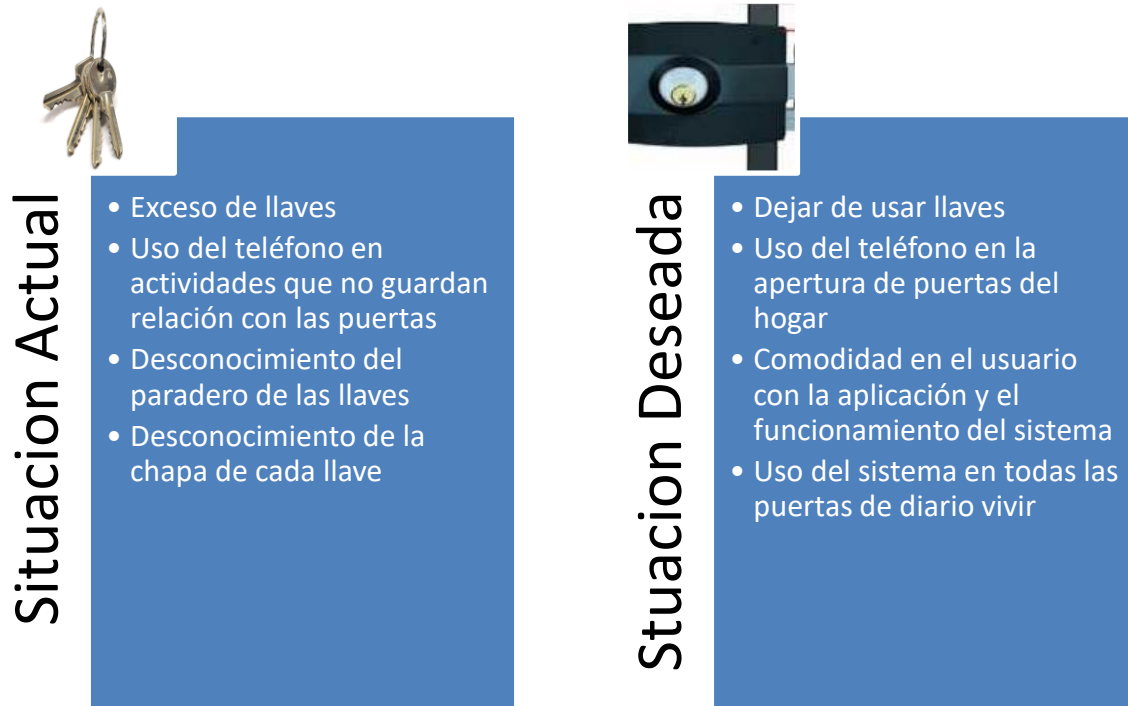 Situacion Actual
• Exceso de llaves
• Uso del teléfono en
actividades que no guardan
relación con las puertas
• Desconocimiento del
paradero de las llaves
• Desconocimiento de la
chapa de cada llave
Stuacion Deseada
• Dejar de usar llaves
• Uso del teléfono en la
apertura de puertas del
hogar
• Comodidad en el usuario
con la aplicación y el
funcionamiento del sistema
• Uso del sistema en todas las
puertas de diario vivir